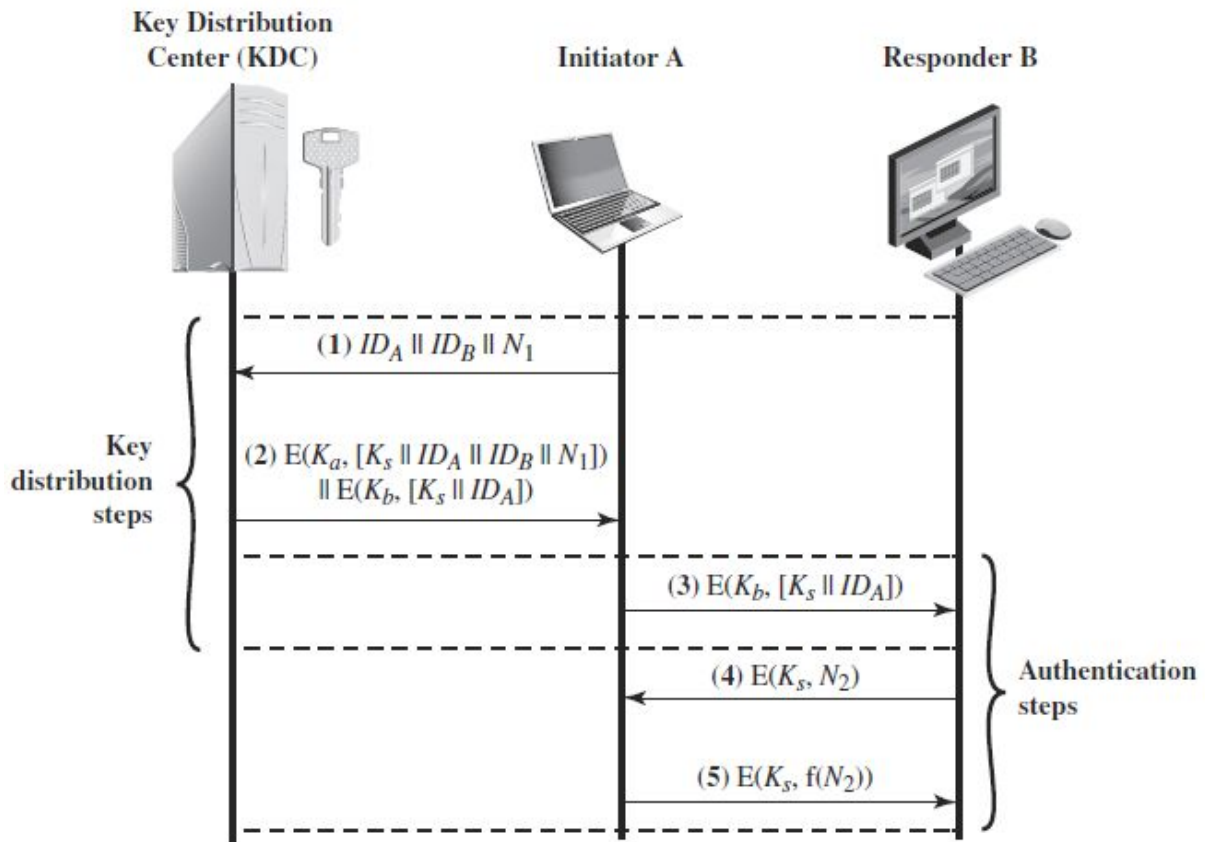 Key Distribution
Center (KDC)
Initiator A
Responder B
(1) ID_A || ID_B || N_1
Key
distribution
steps
(2) E(K_a, [K_s || ID_A || ID_B || N_1])
|| E(K_b, [K_s || ID_A])
(3) E(K_b, [K_s || ID_A])
(4) E(K_s, N_2)
Authentication
steps
(5) E(K_s, f(N_2))